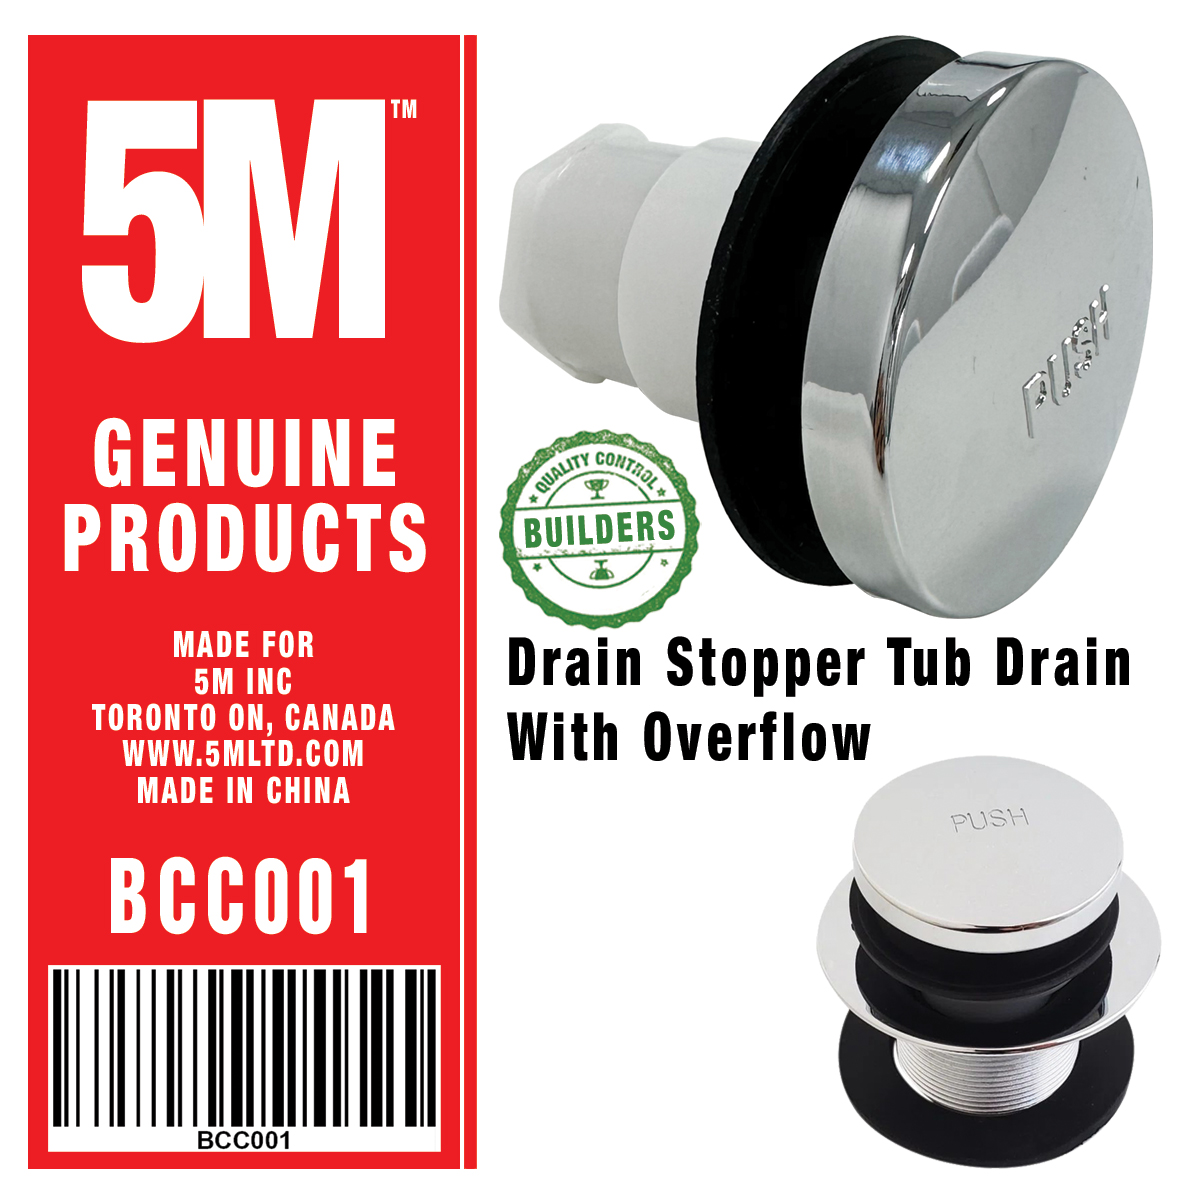 5M™
GENUINE
PRODUCTS
MADE FOR
5M INC
TORONTO ON, CANADA
WWW.5MLTD.COM
MADE IN CHINA
BCC001
BCC001
PUSH
QUALITY CONTROL
BUILDERS
Drain Stopper Tub Drain
With Overflow
PUSH